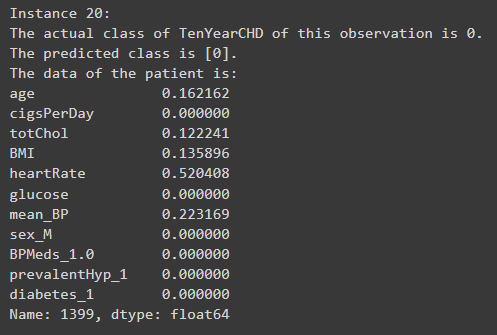 Instance 20:
The actual class of TenYearCHD of this observation is 0.
The predicted class is [0].
The data of the patient is:
age 0.162162
cigsPerDay 0.000000
totChol 0.122241
BMI 0.135896
heartRate 0.520408
glucose 0.000000
mean_BP 0.223169
sex_M 0.000000
BPMeds_1.0 0.000000
prevalentHyp_1 0.000000
diabetes_1 0.000000
Name: 1399, dtype: float64